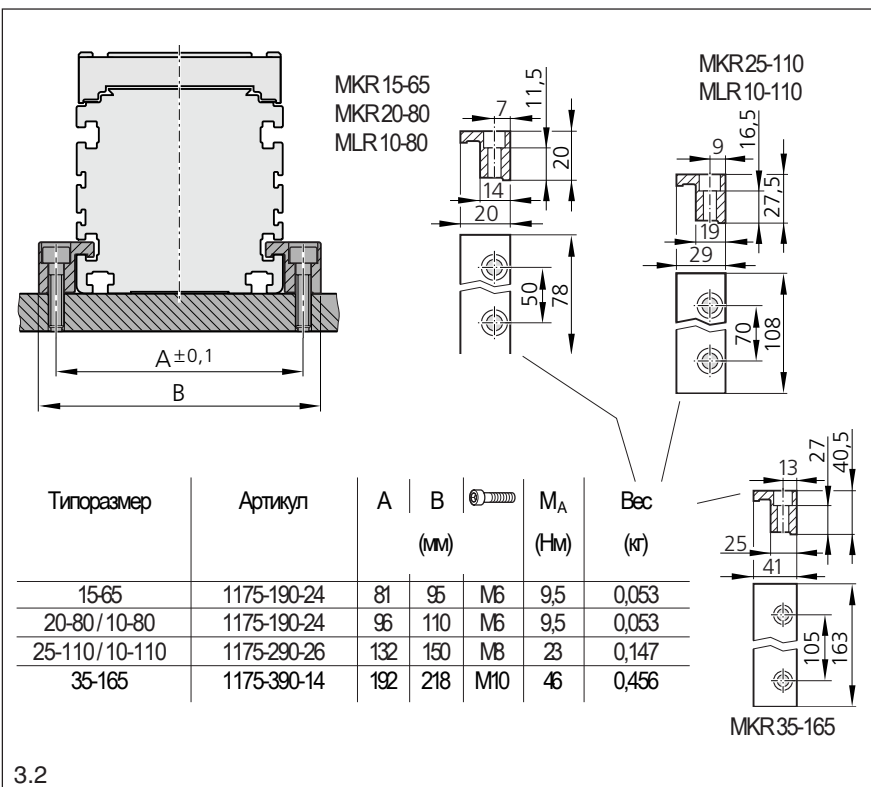 MKR 15-65
MKR 20-80
MLR 10-80
7
11,5
20
14
20
50
78
MKR 25-110
MLR 10-110
9
16,5
27,5
19
29
70
108
A ±0,1
B
13
27
40,5
25
41
105
163
MKR 35-165
Типоразмер Артикул A B M_A Вес
(мм) (Нм) (кг)
15-65 1175-190-24 81 95 M6 9,5 0,053
20-80 / 10-80 1175-190-24 96 110 M6 9,5 0,053
25-110 / 10-110 1175-290-26 132 150 M8 23 0,147
35-165 1175-390-14 192 218 M10 46 0,456
3.2